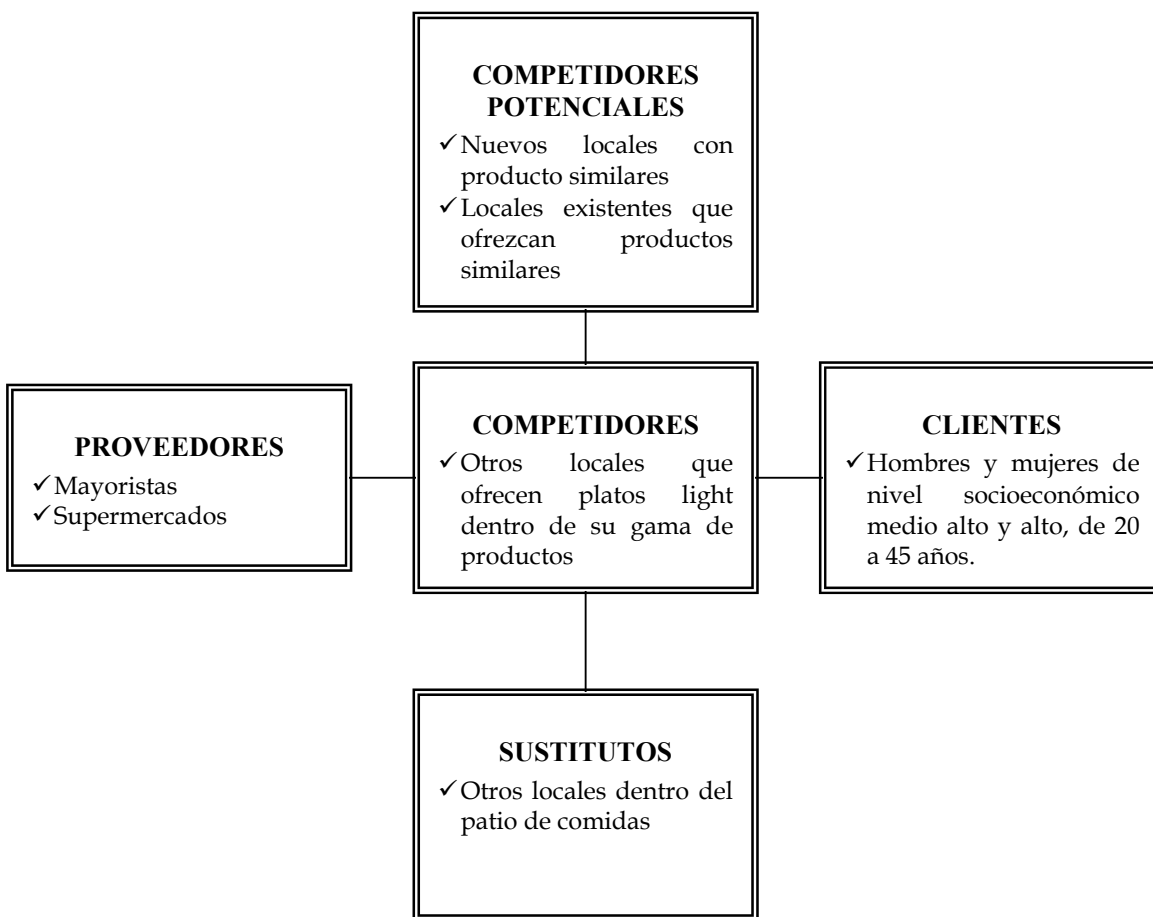 COMPETIDORES
POTENCIALES
✓Nuevos locales con
producto similares
✓Locales existentes que
ofrezcan productos
similares
PROVEEDORES
✓Mayoristas
✓Supermercados
COMPETIDORES
✓Otros locales que
ofrecen platos light
dentro de su gama de
productos
CLIENTES
✓Hombres y mujeres de
nivel socioeconómico
medio alto y alto, de 20
a 45 años.
SUSTITUTOS
✓Otros locales dentro del
patio de comidas